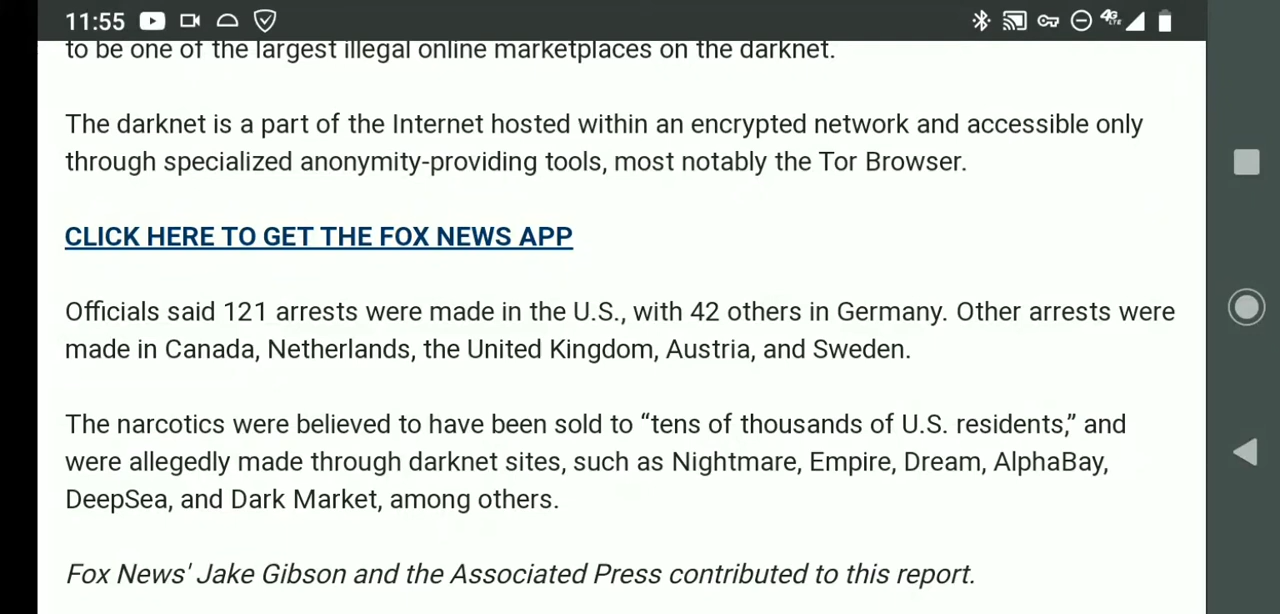 11:55
4G LTE
to be one of the largest illegal online marketplaces on the darknet.
The darknet is a part of the Internet hosted within an encrypted network and accessible only
through specialized anonymity-providing tools, most notably the Tor Browser.
CLICK HERE TO GET THE FOX NEWS APP
Officials said 121 arrests were made in the U.S., with 42 others in Germany. Other arrests were
made in Canada, Netherlands, the United Kingdom, Austria, and Sweden.
The narcotics were believed to have been sold to “tens of thousands of U.S. residents,” and
were allegedly made through darknet sites, such as Nightmare, Empire, Dream, AlphaBay,
DeepSea, and Dark Market, among others.
Fox News' Jake Gibson and the Associated Press contributed to this report.